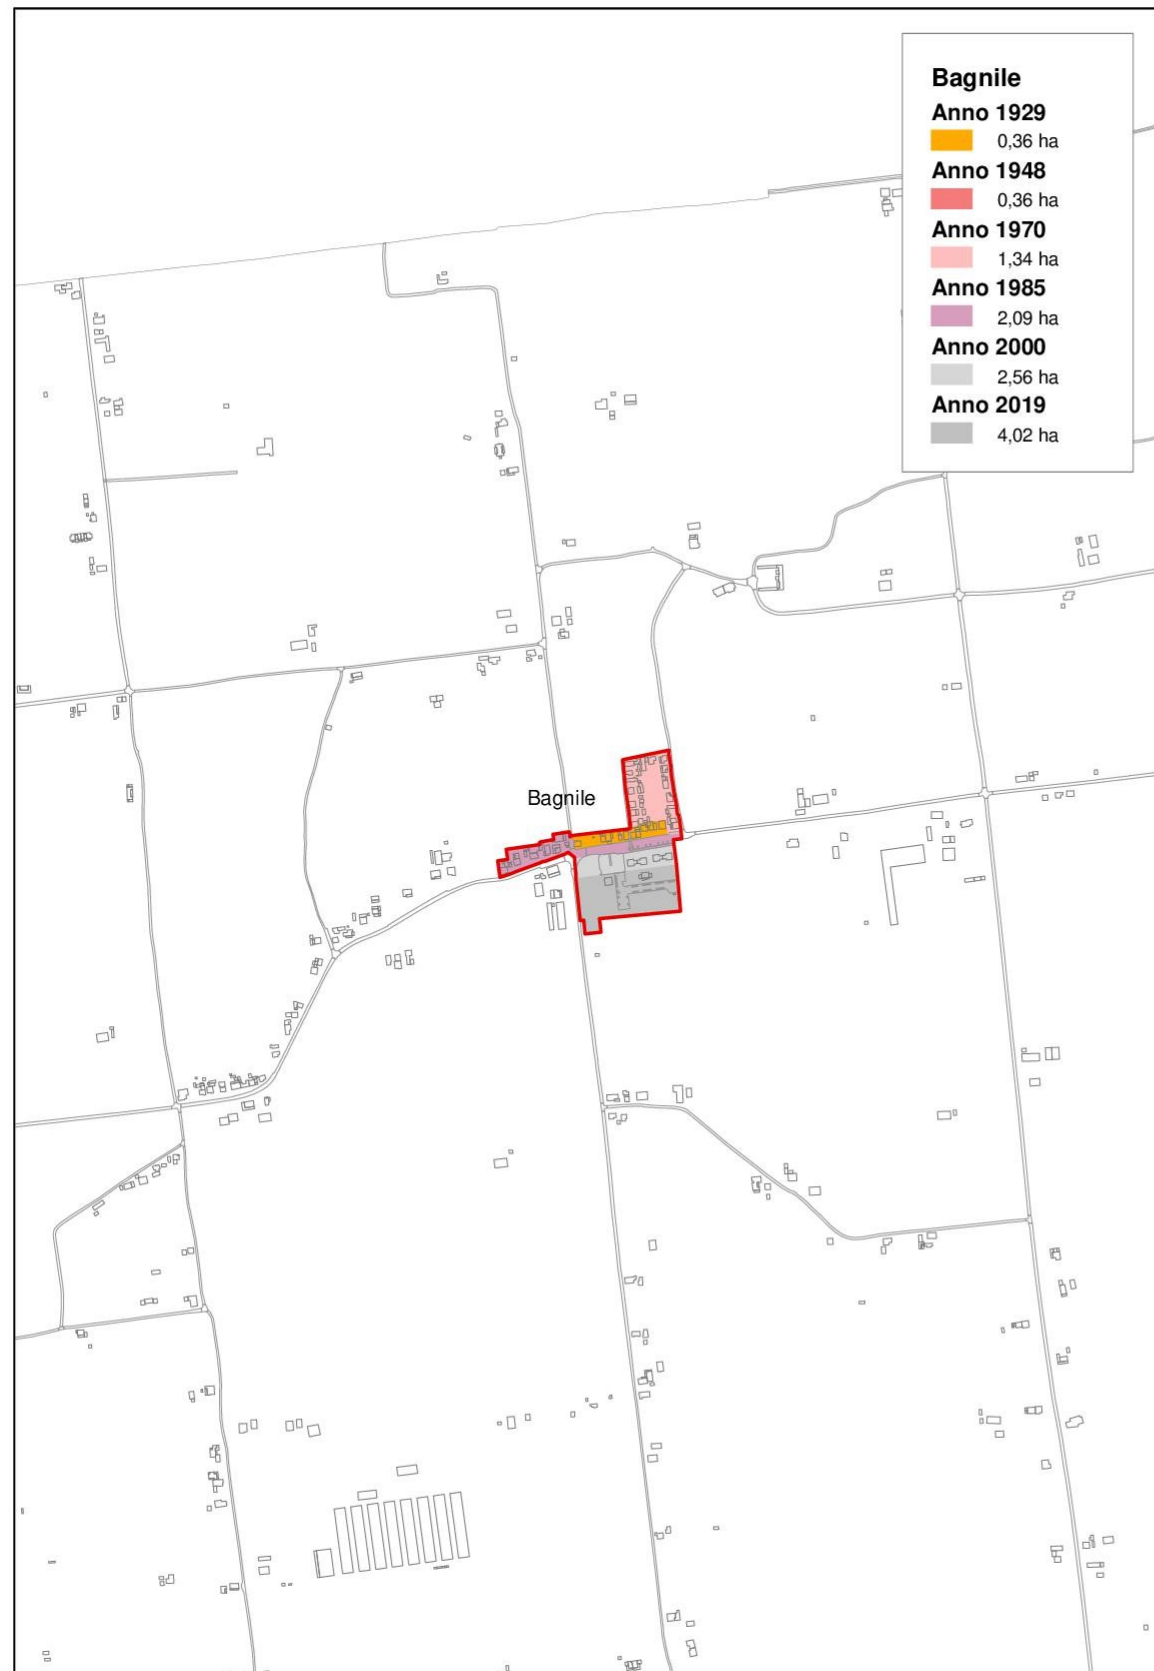 Bagnile
Anno 1929
0,36 ha
Anno 1948
0,36 ha
Anno 1970
1,34 ha
Anno 1985
2,09 ha
Anno 2000
2,56 ha
Anno 2019
4,02 ha
Bagnile